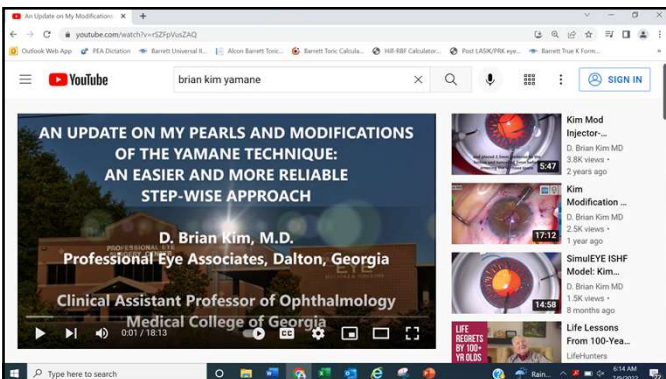 An Update on My Modifications
youtube.com/watch?v=rSZFpVusZAQ
Outlook Web App
PEA Dictation
Barrett Universal II...
Alcon Barrett Toric...
Barrett Toric Calcula...
Hill-RBF Calculator...
Post LASIK/PRK eye...
Barrett True K Form...
YouTube
brian kim yamane
SIGN IN
AN UPDATE ON MY PEARLS AND MODIFICATIONS
OF THE YAMANE TECHNIQUE:
AN EASIER AND MORE RELIABLE
STEP-WISE APPROACH
D. Brian Kim, M.D.
Professional Eye Associates, Dalton, Georgia
Clinical Assistant Professor of Ophthalmology
Medical College of Georgia
0:01 / 18:13
CC
5:47
Kim Mod
Injector-...
D. Brian Kim MD
3.8K views •
2 years ago
17:12
Kim
Modification ...
D. Brian Kim MD
2.5K views •
1 year ago
14:58
SimulEYE ISHF
Model: Kim...
D. Brian Kim MD
1.5K views •
8 months ago
LIFE
REGRETS
BY 100+
YR OLDS
Life Lessons
From 100-Yea...
LifeHunters
Type here to search
Rain...
6:14 AM